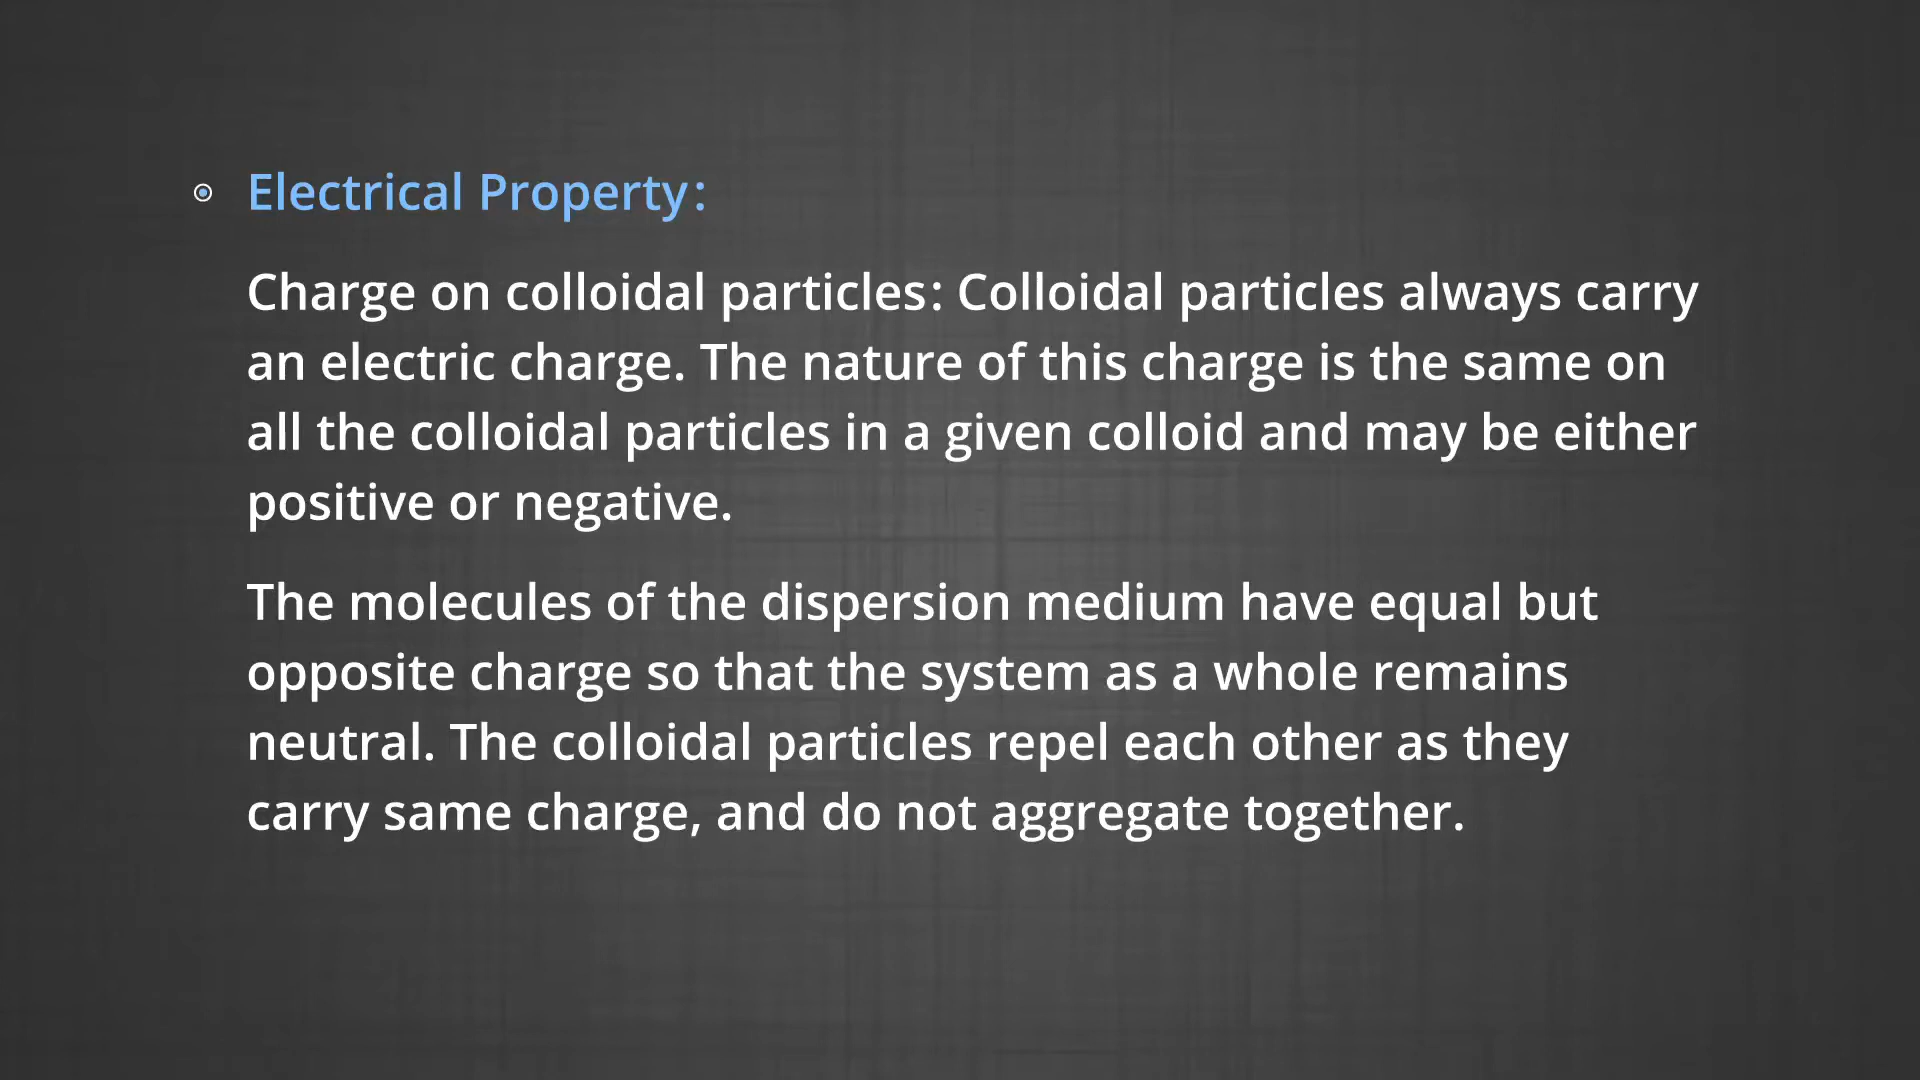 Electrical Property:
Charge on colloidal particles: Colloidal particles always carry
an electric charge. The nature of this charge is the same on
all the colloidal particles in a given colloid and may be either
positive or negative.
The molecules of the dispersion medium have equal but
opposite charge so that the system as a whole remains
neutral. The colloidal particles repel each other as they
carry same charge, and do not aggregate together.